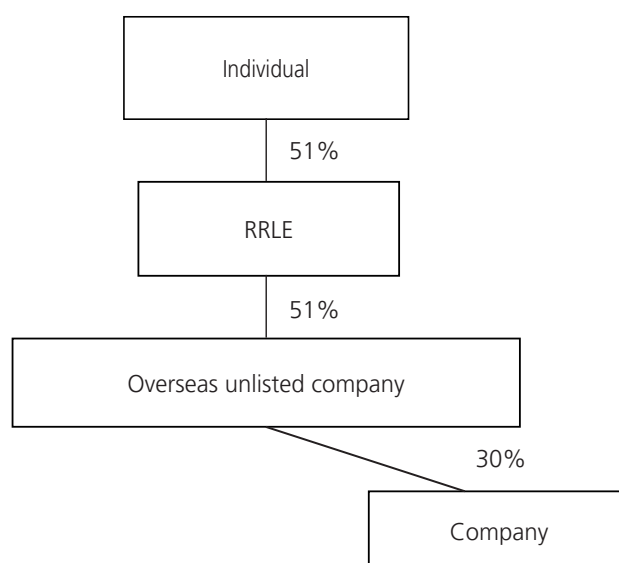 Individual
51%
RRLE
51%
Overseas unlisted company
30%
Company